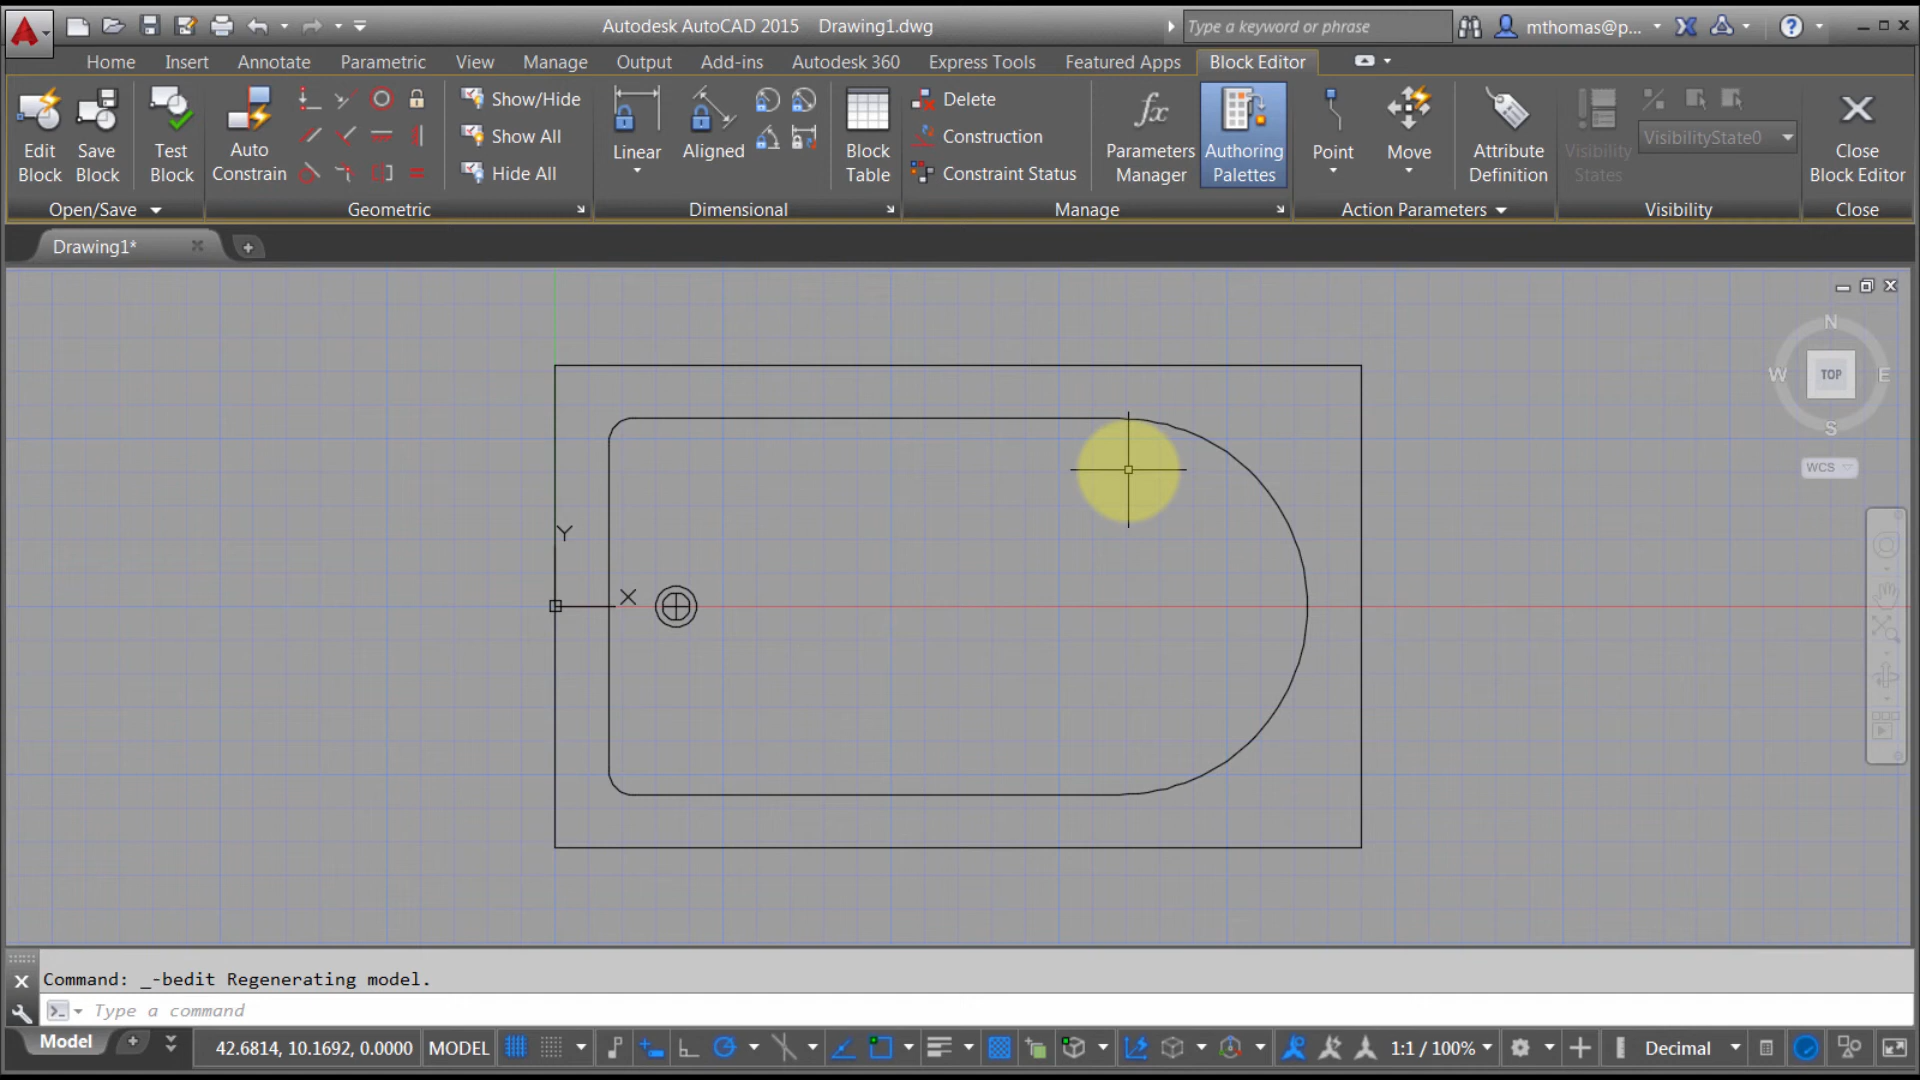 Autodesk AutoCAD 2015 Drawing1.dwg
Type a keyword or phrase
mthomas@p...
Home Insert Annotate Parametric View Manage Output Add-ins Autodesk 360 Express Tools Featured Apps Block Editor
Edit Block
Save Block
Test Block
Auto Constrain
Show/Hide
Show All
Hide All
Linear
Aligned
Block Table
Delete
Construction
Constraint Status
Parameters Manager
Authoring Palettes
Point
Move
Attribute Definition
Visibility States
VisibilityState0
Close Block Editor
Open/Save Geometric Dimensional Manage Action Parameters Visibility Close
Drawing1*
N
W TOP E
S
WCS
Y
X
Command: _-bedit Regenerating model.
Type a command
Model
42.6814, 10.1692, 0.0000 MODEL 1:1 / 100% Decimal